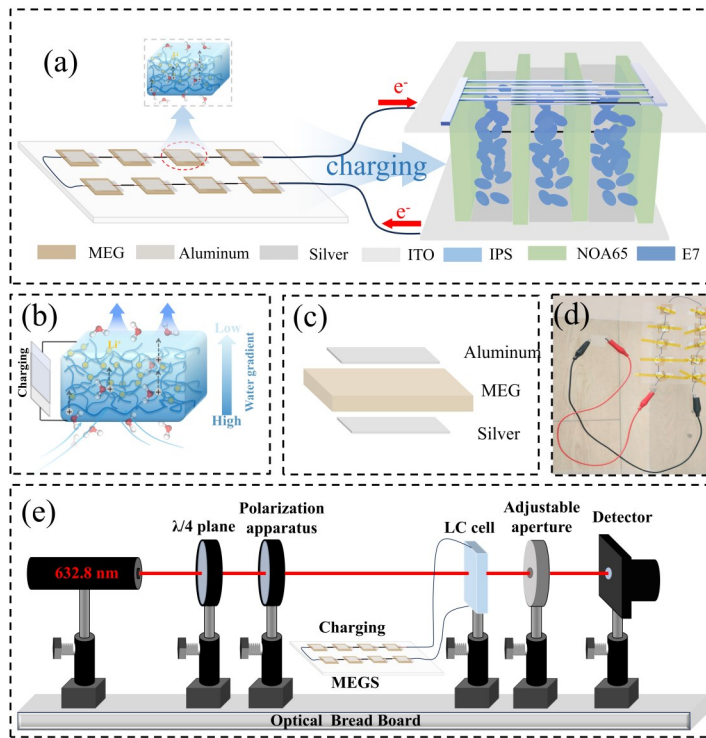 (a)
e-
charging
e-
MEG Aluminum Silver ITO IPS NOA65 E7
(b)
Charging
Li+
Low
Water gradient
High
(c)
Aluminum
MEG
Silver
(d)
(e)
632.8 nm
λ/4 plane
Polarization
apparatus
LC cell
Adjustable
aperture
Detector
Charging
MEGS
Optical Bread Board